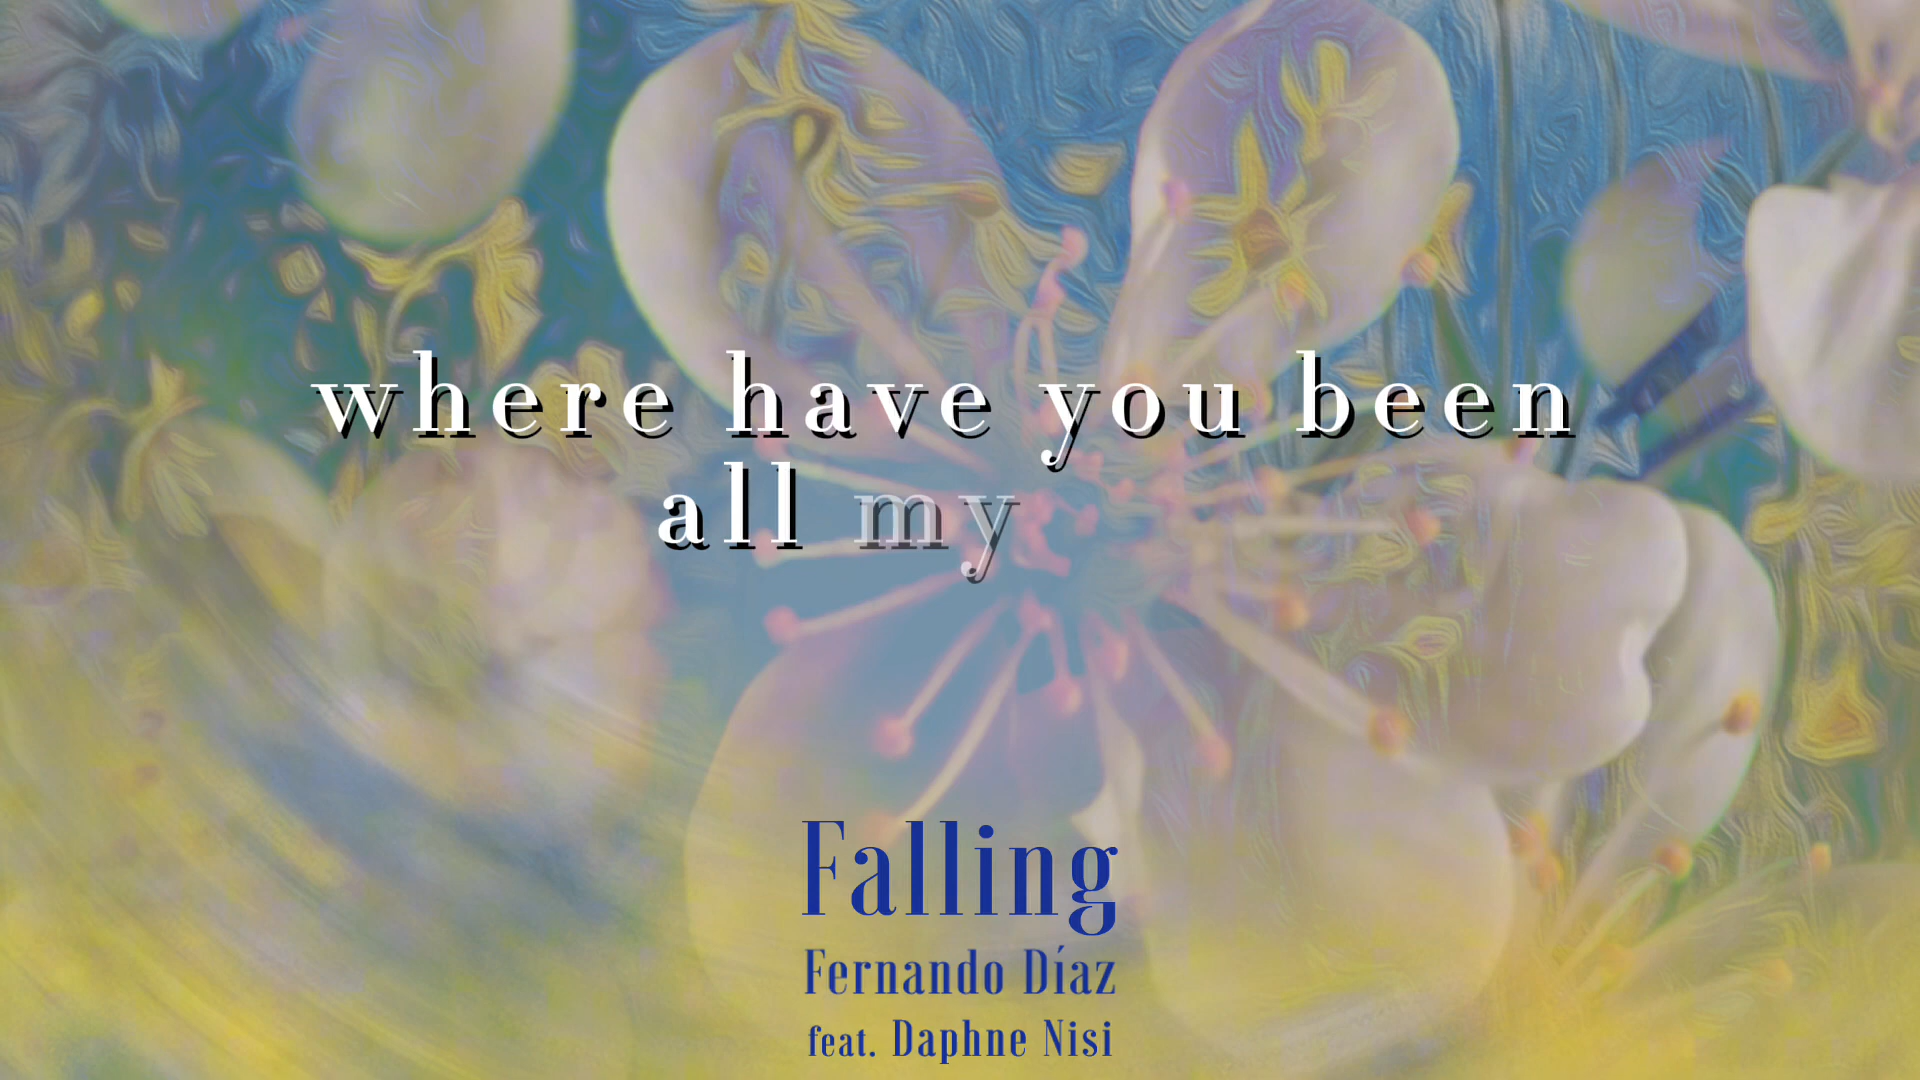 where have you been
all my
Falling
Fernando Díaz
feat. Daphne Nisi